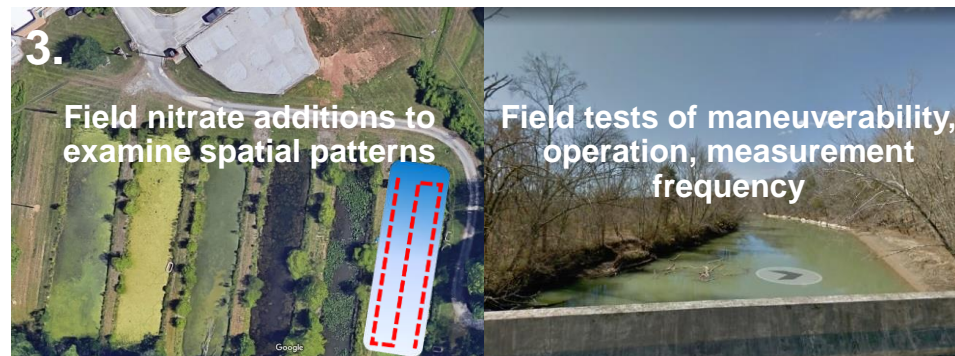 3.
Field nitrate additions to
examine spatial patterns
Google
Field tests of maneuverability,
operation, measurement
frequency